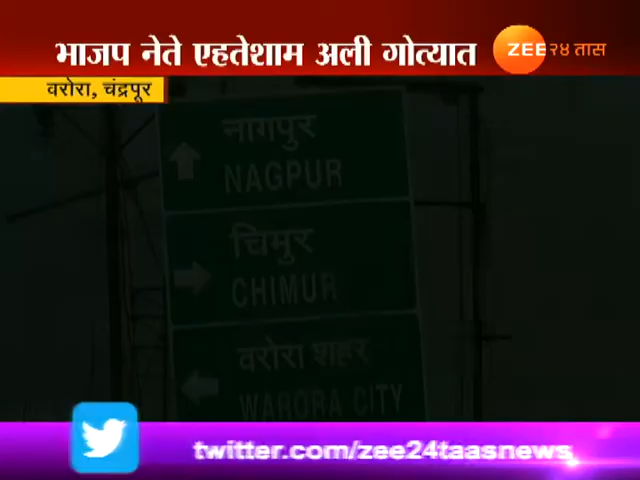 भाजप नेते एहतेशाम अली गोत्यात
ZEE २४ तास
वरोरा, चंद्रपूर
नागपुर
NAGPUR
चिमुर
CHIMUR
वरोरा शहर
WARORA CITY
twitter.com/zee24taasnews